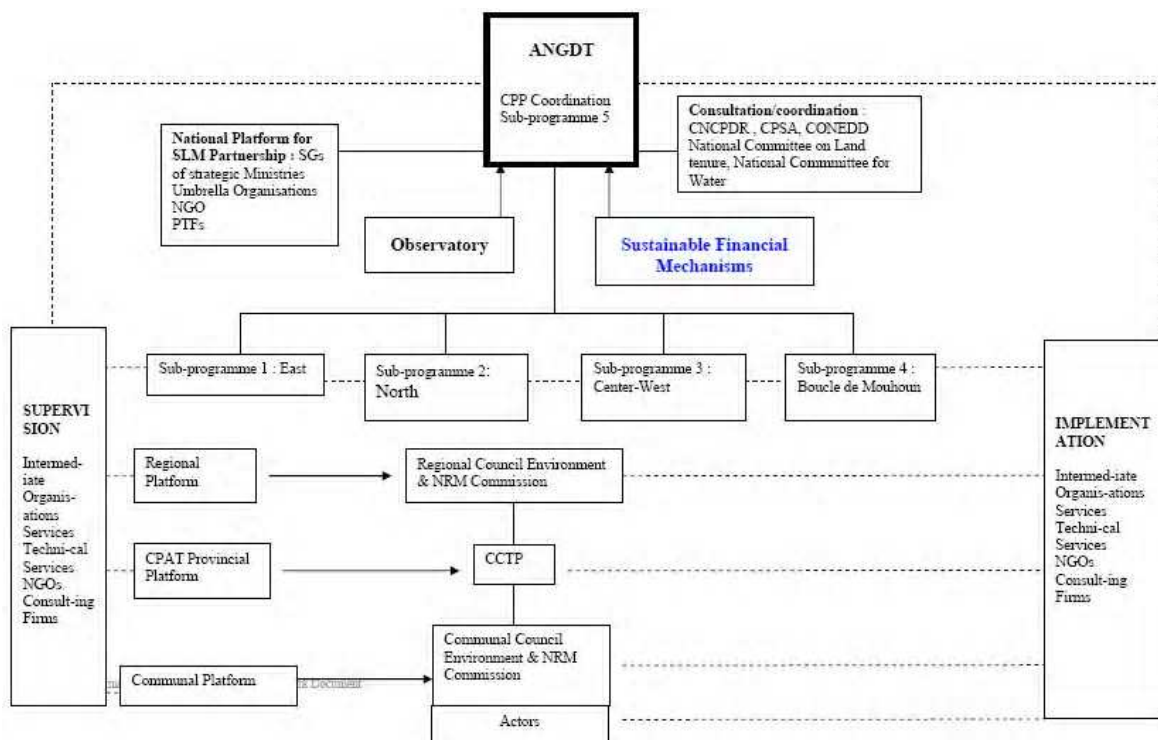 ANGDT
CPP Coordination
Sub-programme 5
National Platform for
SLM Partnership : SGs
of strategic Ministries
Umbrella Organisations
NGO
PTFs
Consultation/coordination :
CNCPDR , CPSA, CONEDD
National Committee on Land
tenure, National Commmittee for
Water
Observatory
Sustainable Financial
Mechanisms
Sub-programme 1 : East
Sub-programme 2:
North
Sub-programme 3 :
Center-West
Sub-programme 4 :
Boucle de Mouhoun
SUPERVI
SION
Intermed-
iate
Organis-
ations
Services
Techni-cal
Services
NGOs.
Consult-ing
Firms
Regional
Platform
Regional Council Environment
& NRM Commission
CPAT Provincial
Platform
CCTP
Communal Platform
Document
Communal Council
Environment & NRM
Commission
Actors
IMPLEMENT
ATION
Intermed-iate
Organis-ations
Services
Techni-cal
Services
NGOs
Consult-ing
Firms